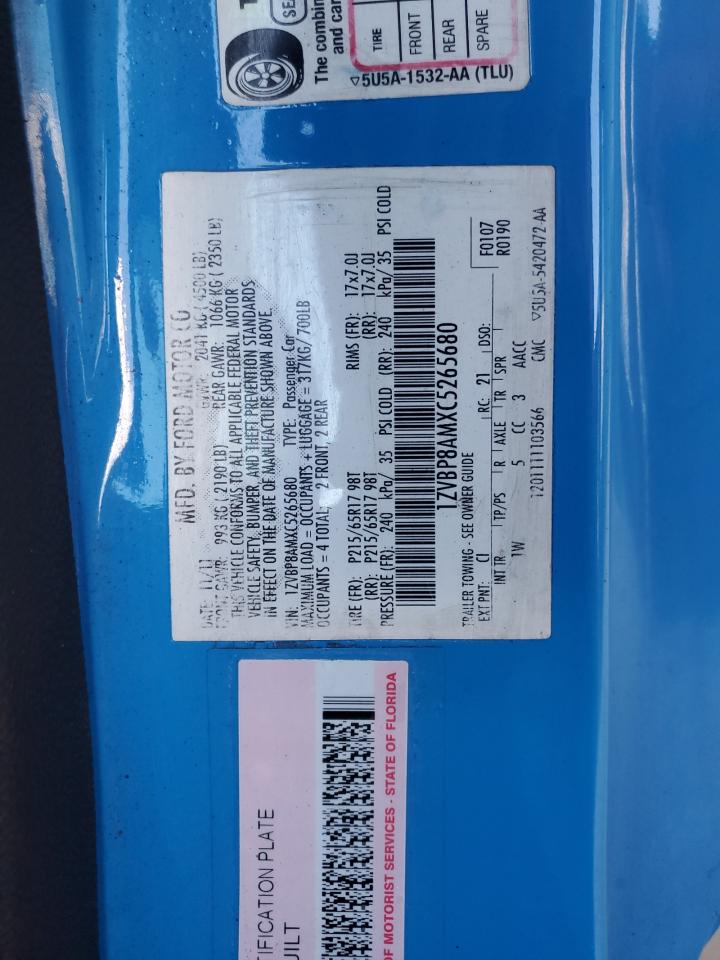 SE
The combin
and car
TIRE
FRONT
REAR
SPARE
▽5U5A-1532-AA (TLU)
MFD. BY FORD MOTOR CO
DATE: 11/11 GVWR: 2041 KG (4500 LB)
FRONT GAWR: 993 KG (2190 LB) REAR GAWR: 1066 KG (2350 LB)
THIS VEHICLE CONFORMS TO ALL APPLICABLE FEDERAL MOTOR
VEHICLE SAFETY, BUMPER, AND THEFT PREVENTION STANDARDS
IN EFFECT ON THE DATE OF MANUFACTURE SHOWN ABOVE.
VIN: 1ZVBP8AMXC5265680 TYPE: Passenger Car
MAXIMUM LOAD = OCCUPANTS + LUGGAGE = 317KG/700LB
OCCUPANTS = 4 TOTAL, 2 FRONT, 2 REAR
TIRE (FR): P215/65R17 98T RIMS (FR): 17x7.0J
(RR): P215/65R17 98T (RR): 17x7.0J
PRESSURE (FR): 240 kPa/ 35 PSI COLD (RR): 240 kPa/ 35 PSI COLD
1ZVBP8AMXC5265680
TRAILER TOWING - SEE OWNER GUIDE
EXT PNT: CI RC: 21 DSO: F0107
R0190
INT TR TP/PS R AXLE TR SPR
1W 5 CC 3 AACC
1201111103566 CMC ▽5U5A-5420472-AA
TIFICATION PLATE
UILT
OF MOTORIST SERVICES - STATE OF FLORIDA